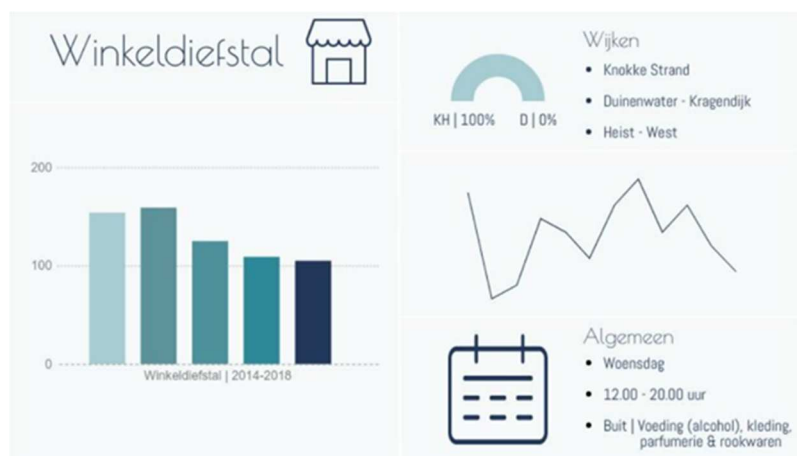 Winkeldiefstal
200
100
0
Winkeldiefstal | 2014-2018
KH | 100% D | 0%
Wijken
• Knokke Strand
• Duinenwater - Kragendijk
• Heist - West
Algemeen
• Woensdag
• 12.00 - 20.00 uur
• Buit | Voeding (alcohol), kleding,
parfumerie & rookwaren